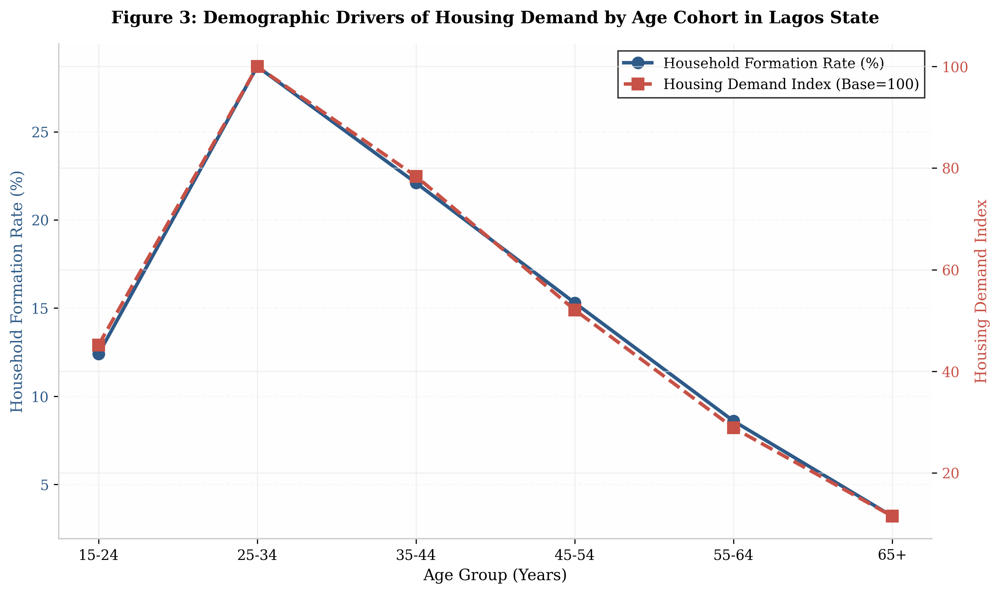 Figure 3: Demographic Drivers of Housing Demand by Age Cohort in Lagos State
Household Formation Rate (%)
Housing Demand Index (Base=100)
Household Formation Rate (%)
25
20
15
10
5
100
80
60
40
20
Housing Demand Index
15-24 25-34 35-44 45-54 55-64 65+
Age Group (Years)